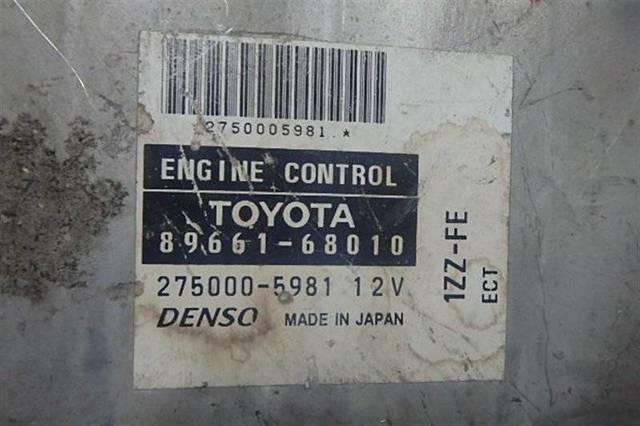 2750005981.*
ENGINE CONTROL
TOYOTA
89661-68010
275000-5981 12V
DENSO MADE IN JAPAN
1ZZ-FE
ECT